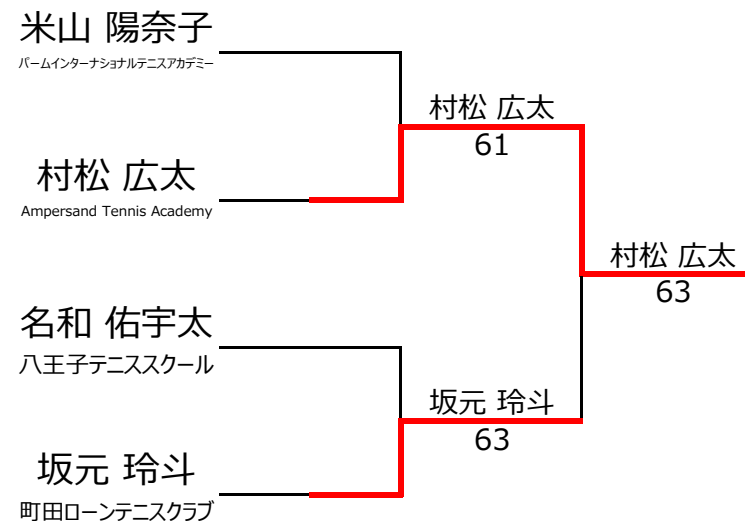 米山 陽奈子
パームインターナショナルテニスアカデミー
村松 広太
61
村松 広太
Ampersand Tennis Academy
村松 広太
63
名和 佑宇太
八王子テニススクール
坂元 玲斗
63
坂元 玲斗
町田ローンテニスクラブ